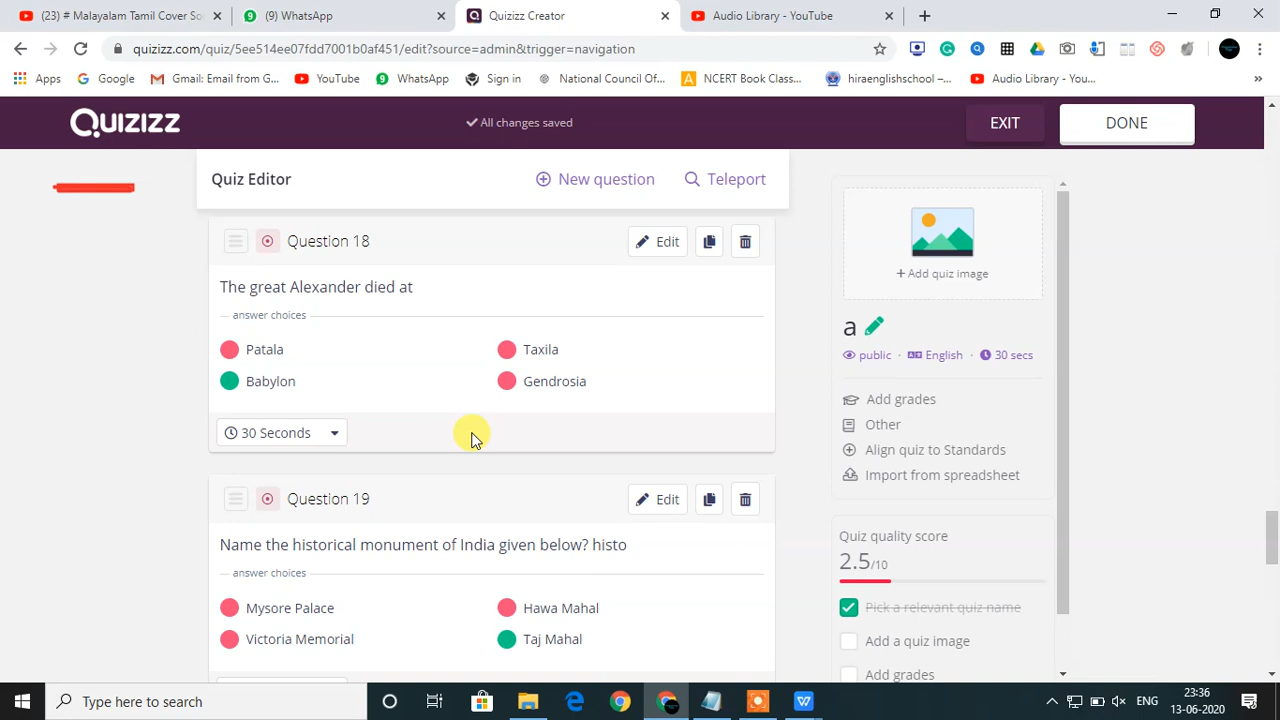 (23) # Malayalam Tamil Cover So
(9) WhatsApp
Quizizz Creator
Audio Library - YouTube
quizizz.com/quiz/5ee514ee07fdd7001b0af451/edit?source=admin&trigger=navigation
Apps
Google
Gmail: Email from G...
YouTube
WhatsApp
Sign in
National Council Of...
NCERT Book Class...
hiraenglishschool –...
Audio Library - You...
Quizizz
All changes saved
EXIT
DONE
Quiz Editor
New question
Teleport
Question 18
Edit
The great Alexander died at
answer choices
Patala
Taxila
Babylon
Gendrosia
30 Seconds
Question 19
Edit
Name the historical monument of India given below? histo
answer choices
Mysore Palace
Hawa Mahal
Victoria Memorial
Taj Mahal
+ Add quiz image
a
public · English · 30 secs
Add grades
Other
Align quiz to Standards
Import from spreadsheet
Quiz quality score
2.5/10
Pick a relevant quiz name
Add a quiz image
Add grades
Type here to search
ENG
23:36
13-06-2020